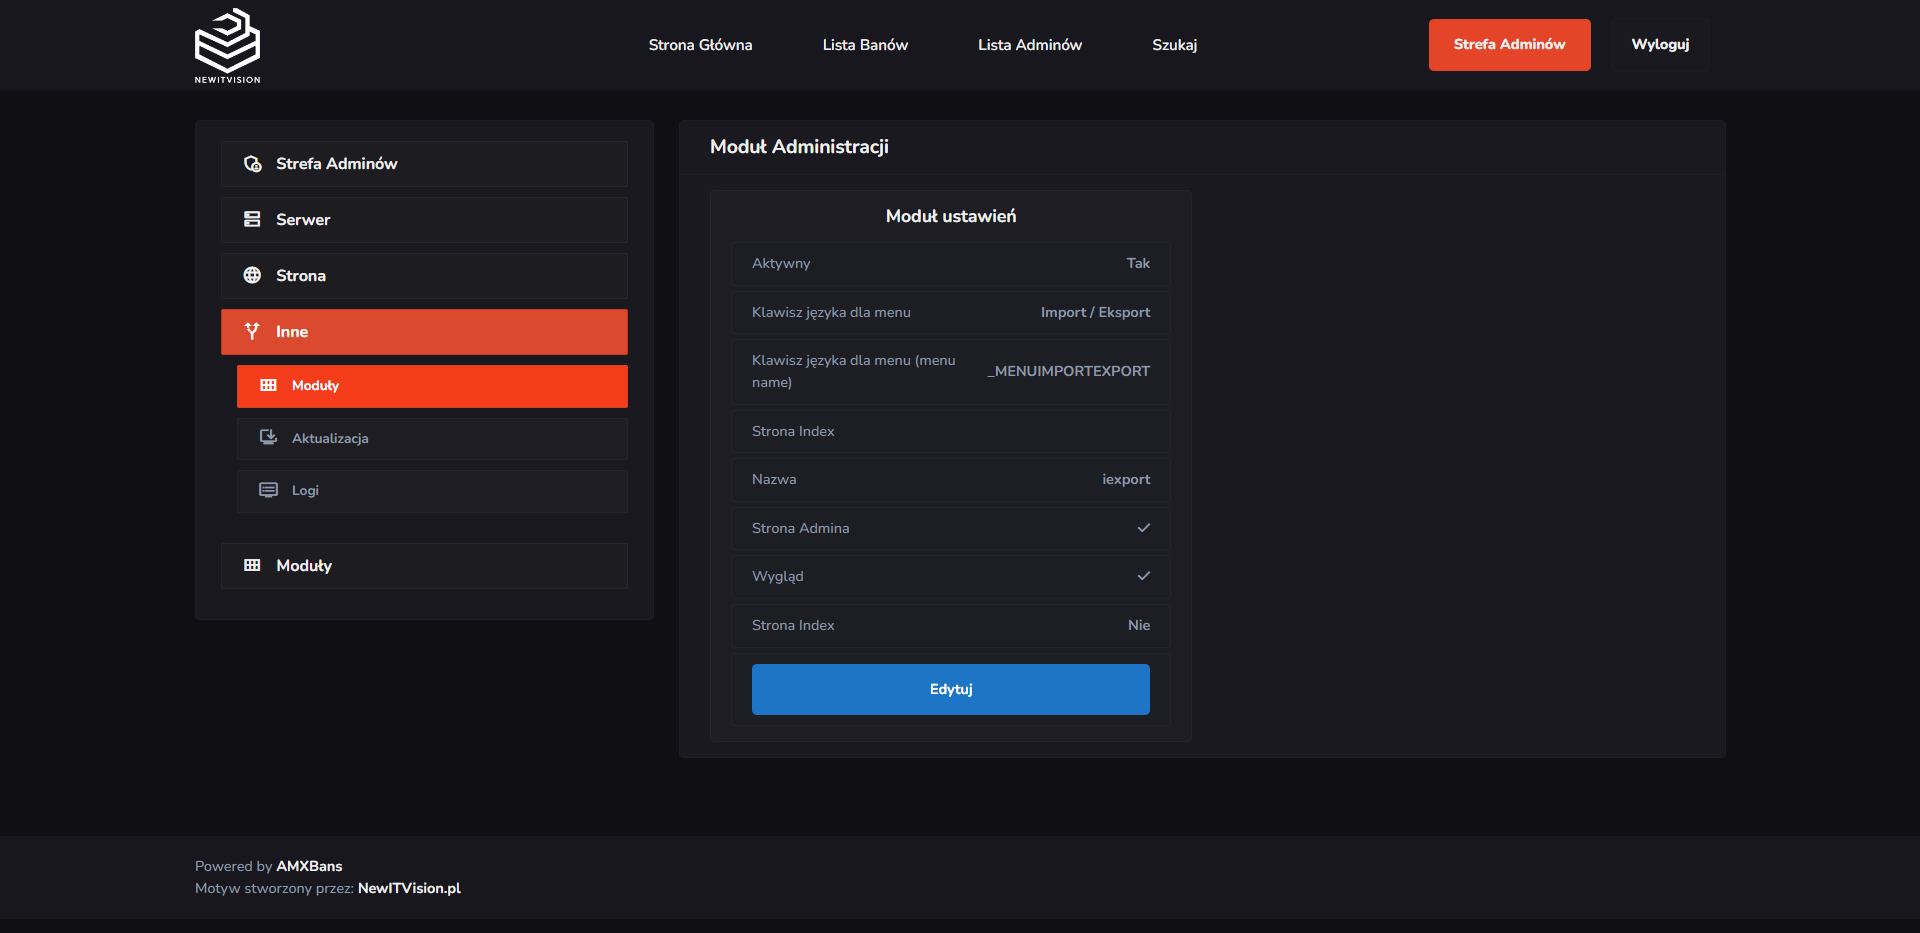 NEWITVISION
Strona Główna
Lista Banów
Lista Adminów
Szukaj
Strefa Adminów
Wyloguj
Strefa Adminów
Serwer
Strona
Inne
Moduły
Aktualizacja
Logi
Moduły
Moduł Administracji
Moduł ustawień
Aktywny Tak
Klawisz języka dla menu Import / Eksport
Klawisz języka dla menu (menu
name) _MENUIMPORTEXPORT
Strona Index
Nazwa iexport
Strona Admina
Wygląd
Strona Index Nie
Edytuj
Powered by AMXBans
Motyw stworzony przez: NewITVision.pl